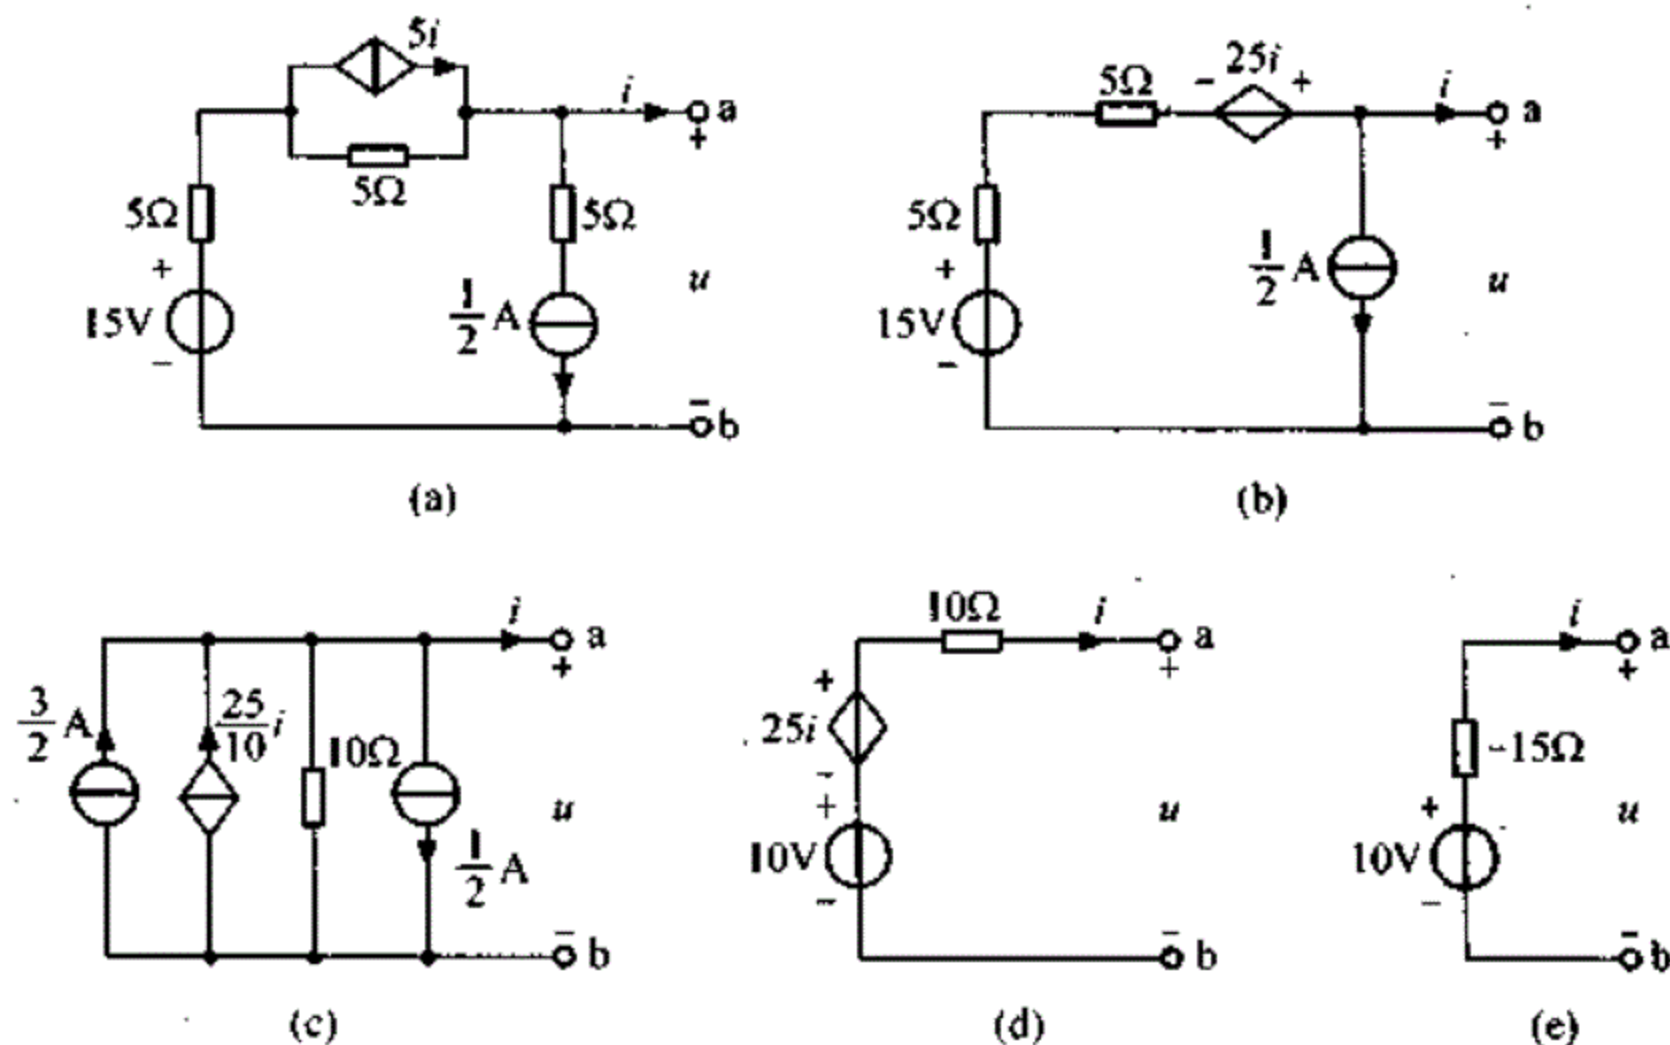 5i
i
a
+
5Ω
5Ω
5Ω
+
15V
−
1/2 A
u
−
b
(a)
5Ω
− 25i +
i
a
+
5Ω
+
15V
−
1/2 A
u
−
b
(b)
i
a
+
3/2 A
25/10 i
10Ω
1/2 A
u
−
b
(c)
10Ω
i
a
+
+
25i
−
+
10V
−
u
−
b
(d)
i
a
+
-15Ω
+
10V
−
u
−
b
(e)